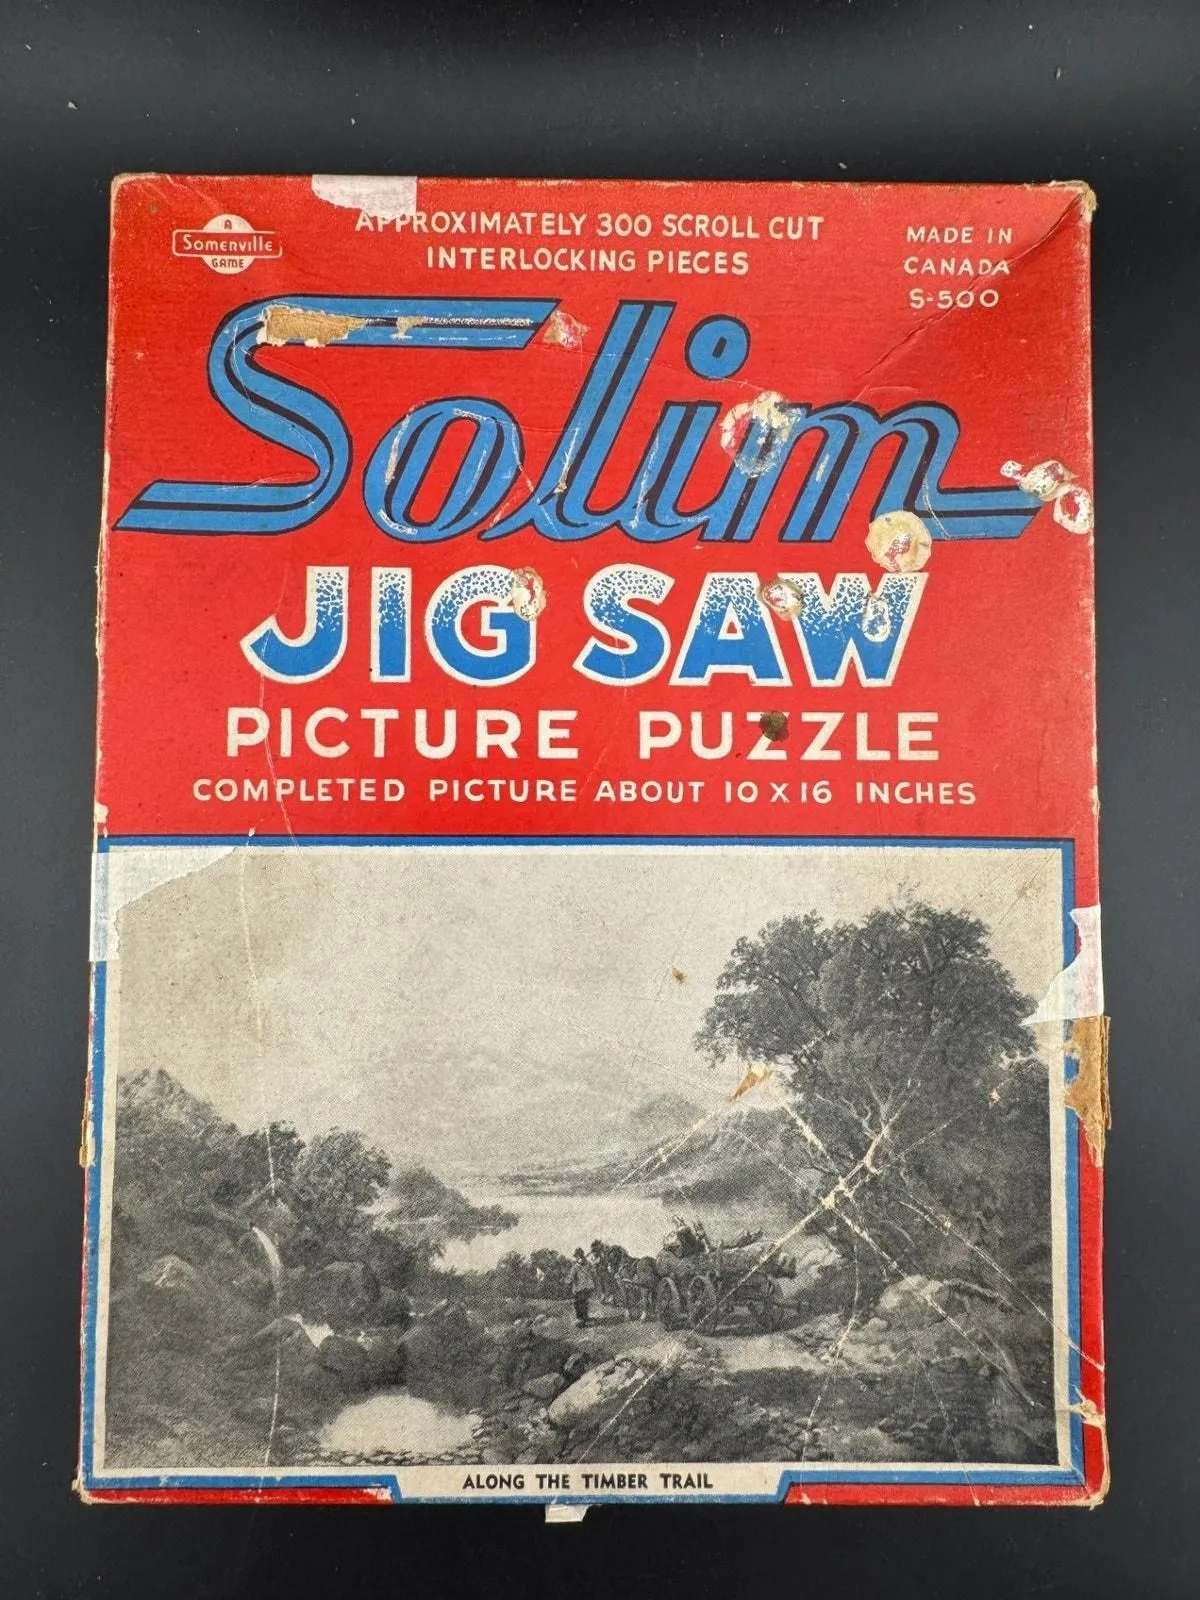 A
Somerville
GAME
APPROXIMATELY 300 SCROLL CUT
INTERLOCKING PIECES
MADE IN
CANADA
S-500
Solim
JIG SAW
PICTURE PUZZLE
COMPLETED PICTURE ABOUT 10 X 16 INCHES
ALONG THE TIMBER TRAIL